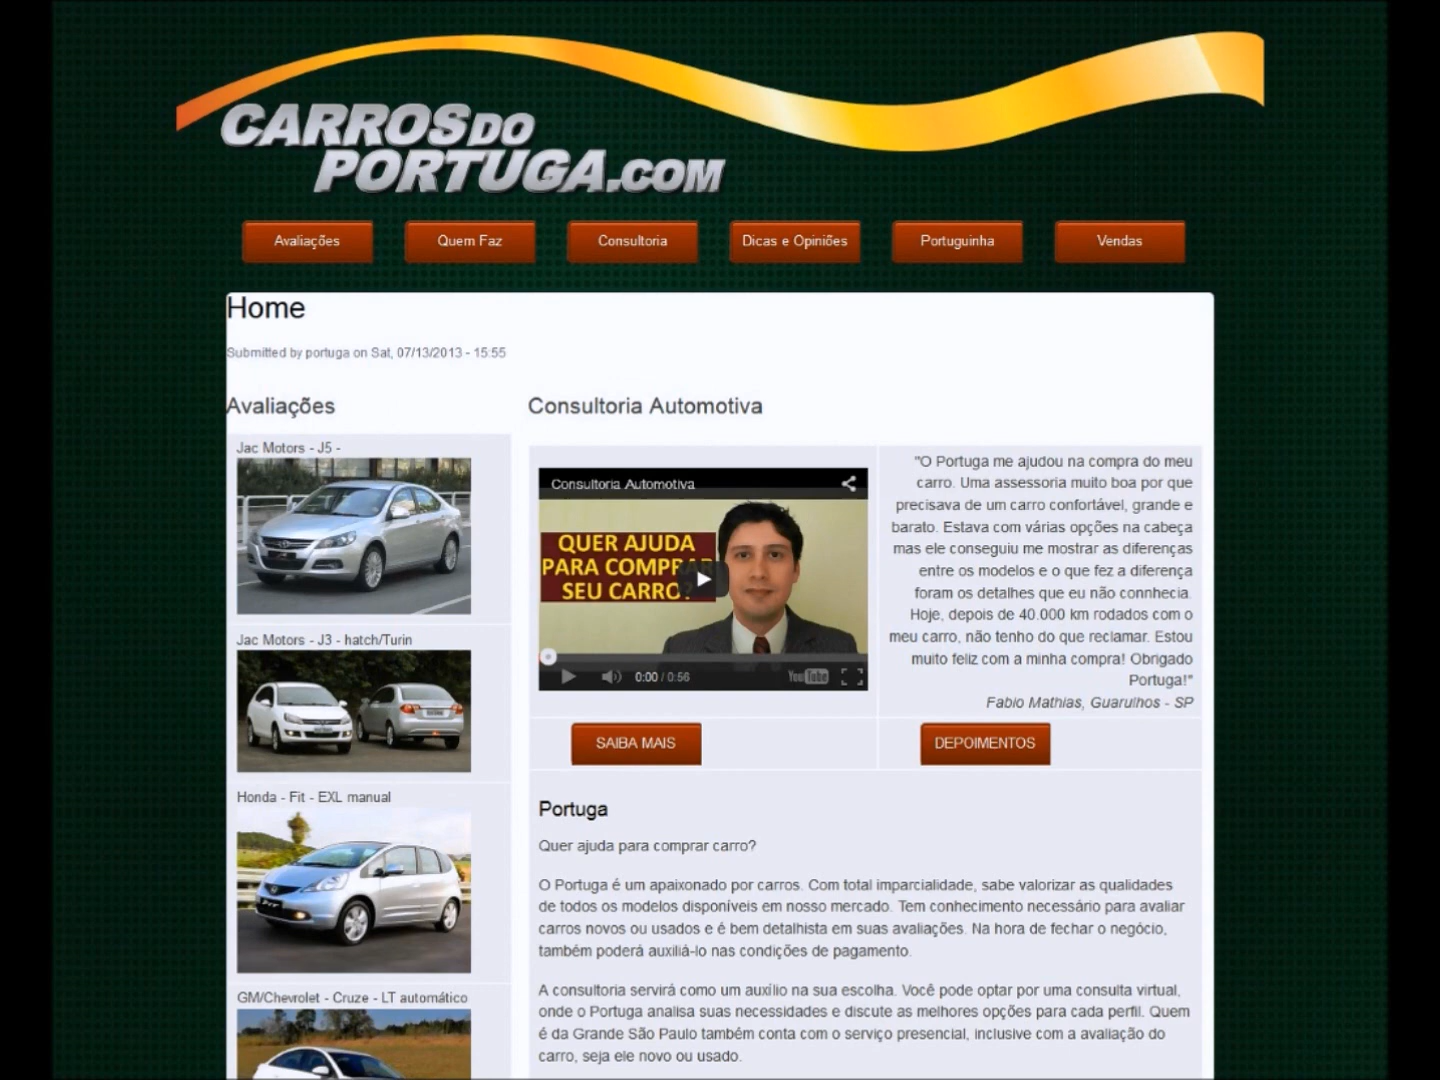 CARROSDO
PORTUGA.COM
Avaliações
Quem Faz
Consultoria
Dicas e Opiniões
Portuguinha
Vendas
Home
Submitted by portuga on Sat, 07/13/2013 - 15:55
Avaliações
Jac Motors - J5 -
Jac Motors - J3 - hatch/Turin
Honda - Fit - EXL manual
GM/Chevrolet - Cruze - LT automático
Consultoria Automotiva
Consultoria Automotiva
QUER AJUDA
PARA COMPRAR
SEU CARRO?
0:00 / 0:56
YouTube
"O Portuga me ajudou na compra do meu
carro. Uma assessoria muito boa por que
precisava de um carro confortável, grande e
barato. Estava com várias opções na cabeça
mas ele conseguiu me mostrar as diferenças
entre os modelos e o que fez a diferença
foram os detalhes que eu não connhecia.
Hoje, depois de 40.000 km rodados com o
meu carro, não tenho do que reclamar. Estou
muito feliz com a minha compra! Obrigado
Portuga!"
Fabio Mathias, Guarulhos - SP
SAIBA MAIS
DEPOIMENTOS
Portuga
Quer ajuda para comprar carro?
O Portuga é um apaixonado por carros. Com total imparcialidade, sabe valorizar as qualidades
de todos os modelos disponíveis em nosso mercado. Tem conhecimento necessário para avaliar
carros novos ou usados e é bem detalhista em suas avaliações. Na hora de fechar o negócio,
também poderá auxiliá-lo nas condições de pagamento.
A consultoria servirá como um auxílio na sua escolha. Você pode optar por uma consulta virtual,
onde o Portuga analisa suas necessidades e discute as melhores opções para cada perfil. Quem
é da Grande São Paulo também conta com o serviço presencial, inclusive com a avaliação do
carro, seja ele novo ou usado.